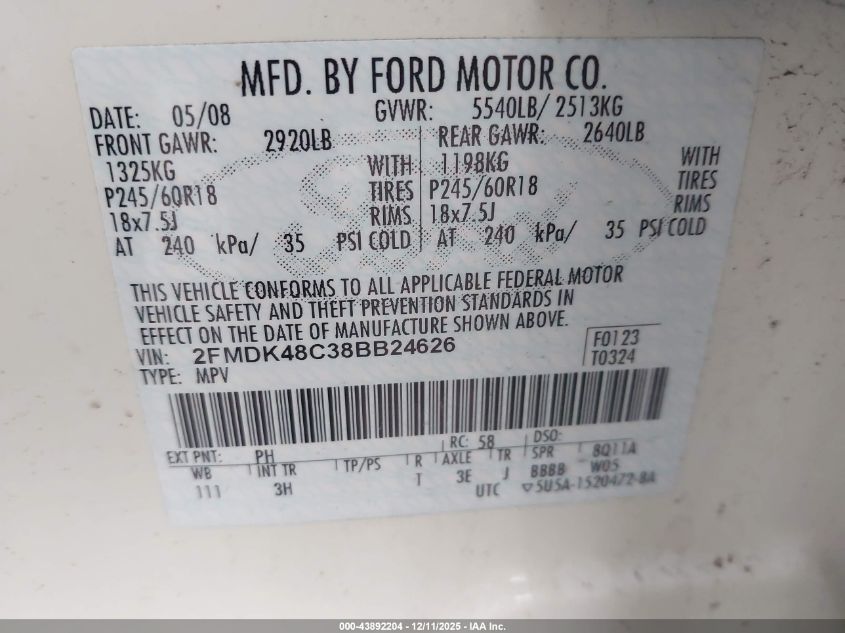 MFD. BY FORD MOTOR CO.
DATE: 05/08 GVWR: 5540LB/ 2513KG
FRONT GAWR: 2920LB REAR GAWR: 2640LB
1325KG WITH 1198KG WITH
P245/60R18 TIRES P245/60R18 TIRES
18x7.5J RIMS 18x7.5J RIMS
AT 240 kPa/ 35 PSI COLD AT 240 kPa/ 35 PSI COLD
THIS VEHICLE CONFORMS TO ALL APPLICABLE FEDERAL MOTOR
VEHICLE SAFETY AND THEFT PREVENTION STANDARDS IN
EFFECT ON THE DATE OF MANUFACTURE SHOWN ABOVE.
VIN: 2FMDK48C38BB24626 F0123
TYPE: MPV T0324
EXT PNT: PH RC: 58 DSO:
WB INT TR TP/PS R AXLE TR SPR 8Q11A
111 3H T 3E J BBBB W05
UTC ▽5U5A-1520472-BA
000-43892204 - 12/11/2025 - IAA Inc.